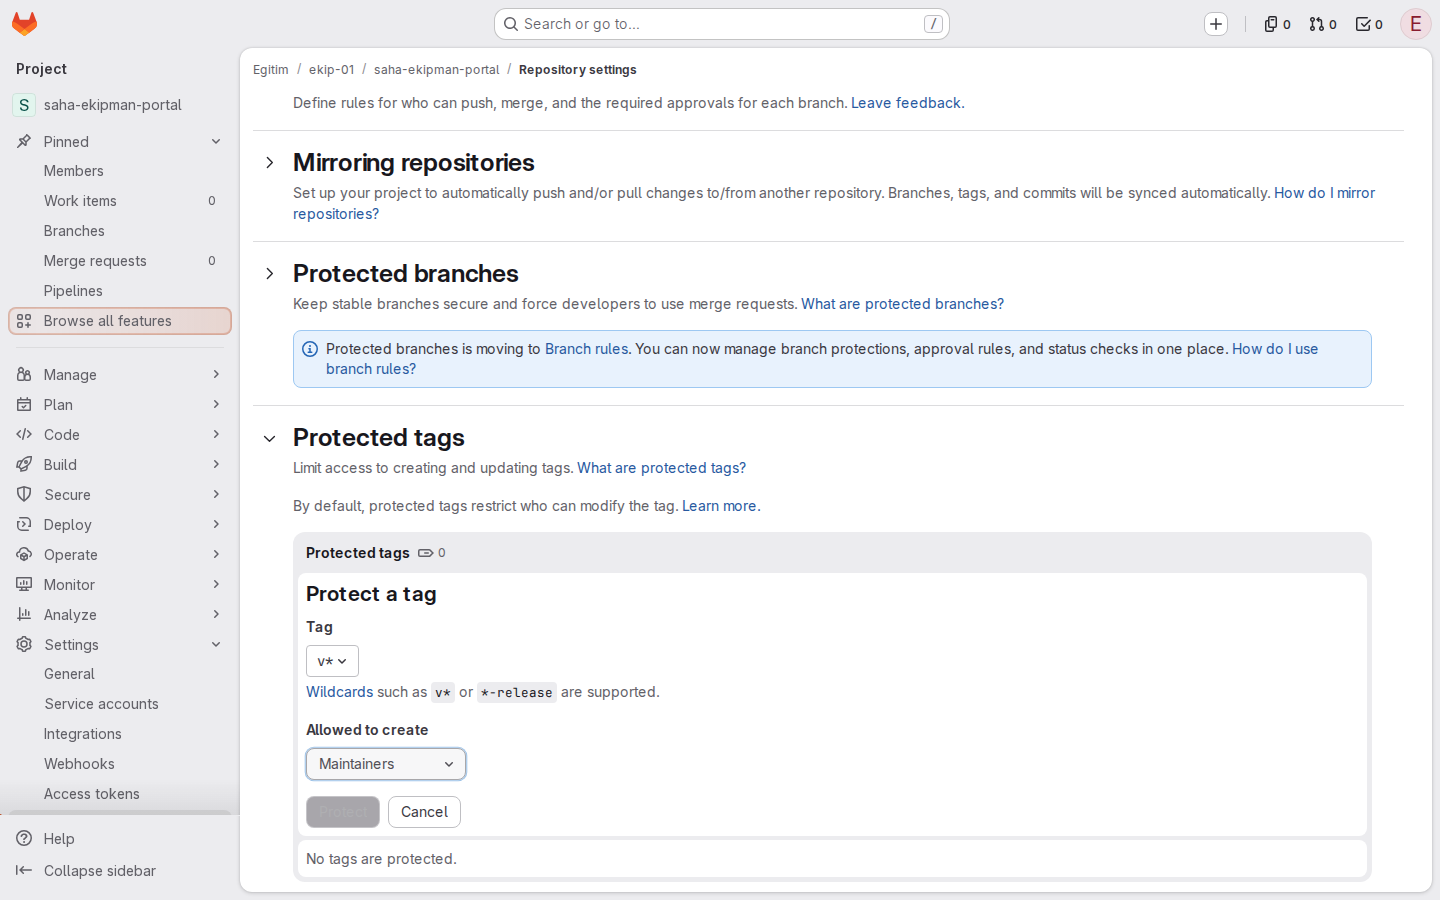 Search or go to...
/
0
0
0
E
Project
S
saha-ekipman-portal
Pinned
Members
Work items 0
Branches
Merge requests 0
Pipelines
Browse all features
Manage
Plan
Code
Build
Secure
Deploy
Operate
Monitor
Analyze
Settings
General
Service accounts
Integrations
Webhooks
Access tokens
Help
Collapse sidebar
Egitim / ekip-01 / saha-ekipman-portal / Repository settings
Define rules for who can push, merge, and the required approvals for each branch. Leave feedback.
Mirroring repositories
Set up your project to automatically push and/or pull changes to/from another repository. Branches, tags, and commits will be synced automatically. How do I mirror
repositories?
Protected branches
Keep stable branches secure and force developers to use merge requests. What are protected branches?
Protected branches is moving to Branch rules. You can now manage branch protections, approval rules, and status checks in one place. How do I use
branch rules?
Protected tags
Limit access to creating and updating tags. What are protected tags?
By default, protected tags restrict who can modify the tag. Learn more.
Protected tags 0
Protect a tag
Tag
v*
Wildcards such as v* or *-release are supported.
Allowed to create
Maintainers
Protect
Cancel
No tags are protected.